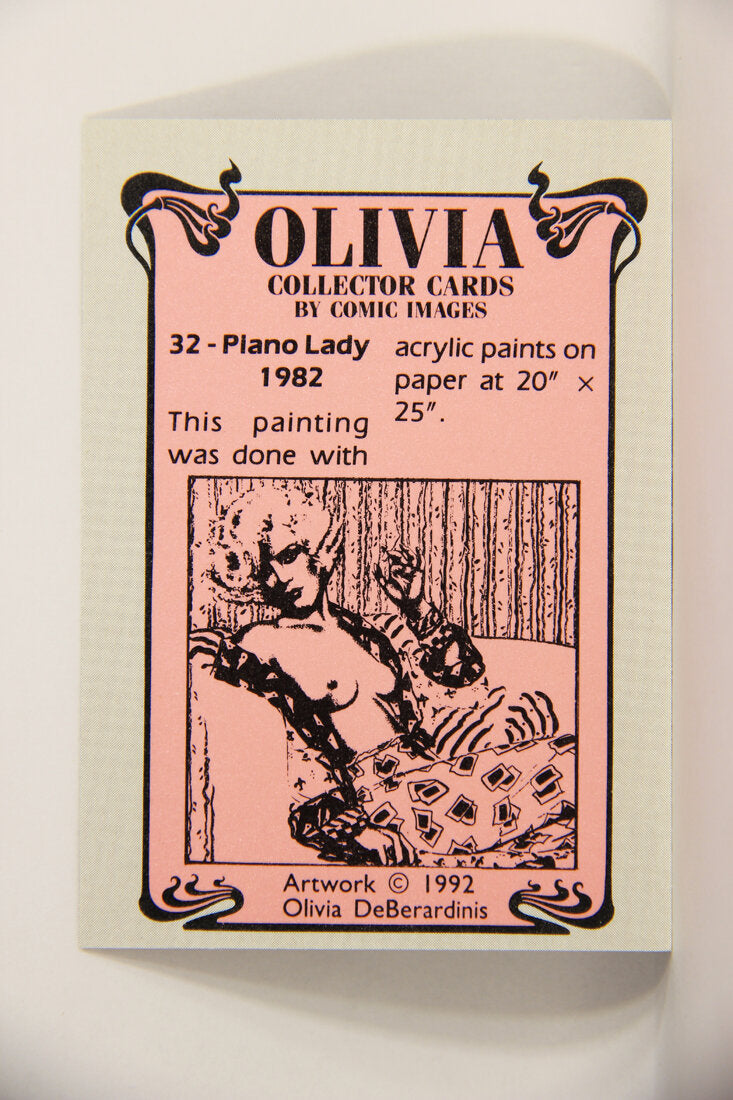 OLIVIA
COLLECTOR CARDS
BY COMIC IMAGES
32 - Piano Lady
1982
This painting
was done with
acrylic paints on
paper at 20″ ×
25″.
Artwork © 1992
Olivia DeBerardinis